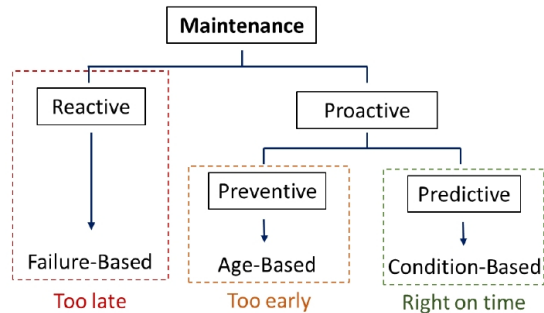 Maintenance
Reactive
Proactive
Preventive
Predictive
Failure-Based
Age-Based
Condition-Based
Too late
Too early
Right on time